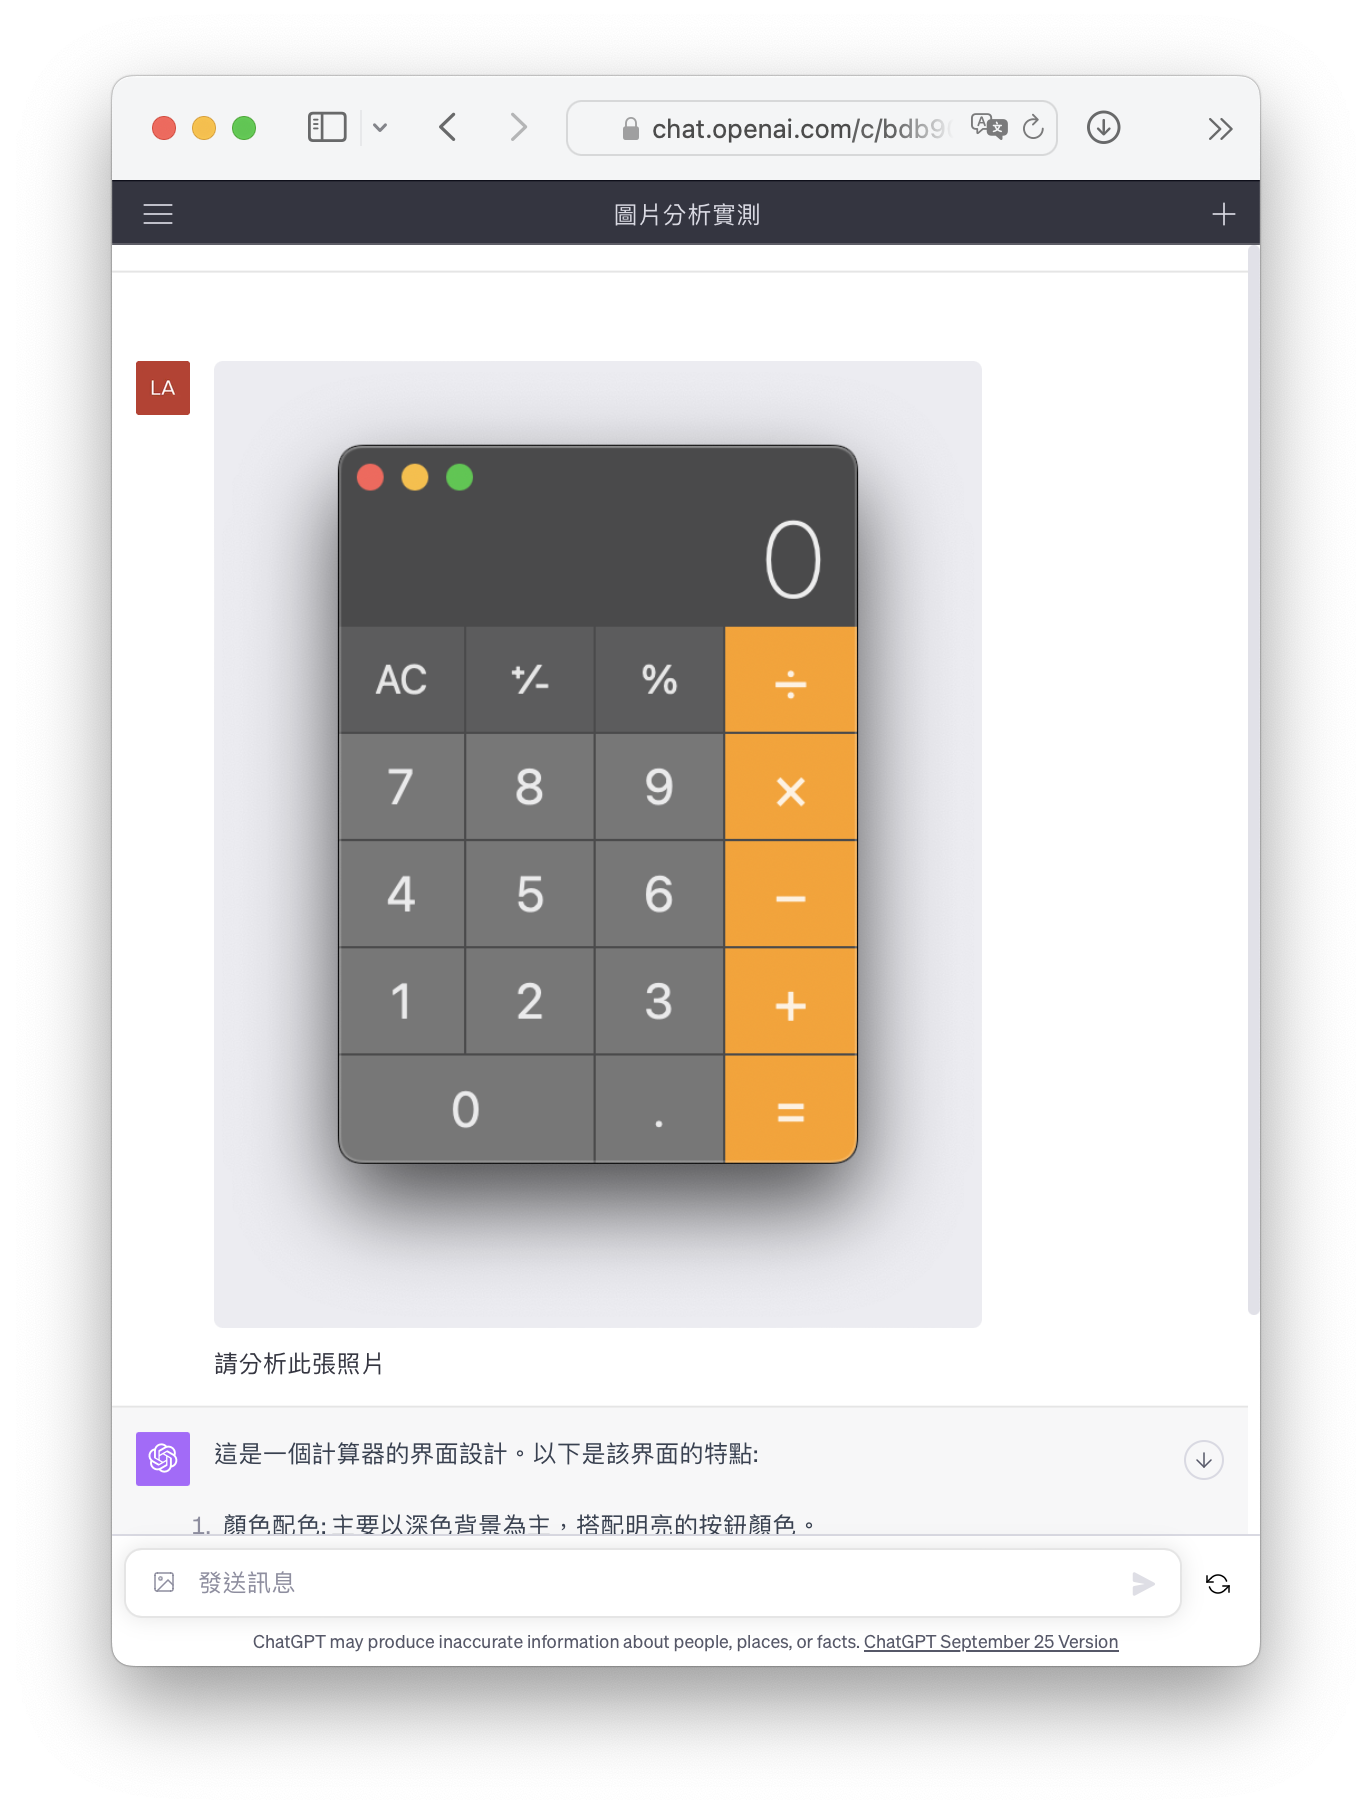 chat.openai.com/c/bdb9
圖片分析實測
LA
0
AC +/- % ÷
7 8 9 ×
4 5 6 −
1 2 3 +
0 . =
請分析此張照片
這是一個計算器的界面設計。以下是該界面的特點:
1. 顏色配色: 主要以深色背景為主，搭配明亮的按鈕顏色。
發送訊息
ChatGPT may produce inaccurate information about people, places, or facts. ChatGPT September 25 Version